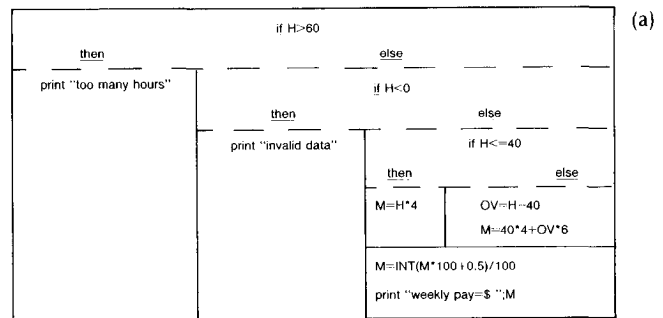 (a)
if H>60
then else
print "too many hours" if H<0
then else
print "invalid data" if H<=40
then else
M=H*4 OV=H-40
M=40*4+OV*6
M=INT(M*100+0.5)/100
print "weekly pay=$ ";M